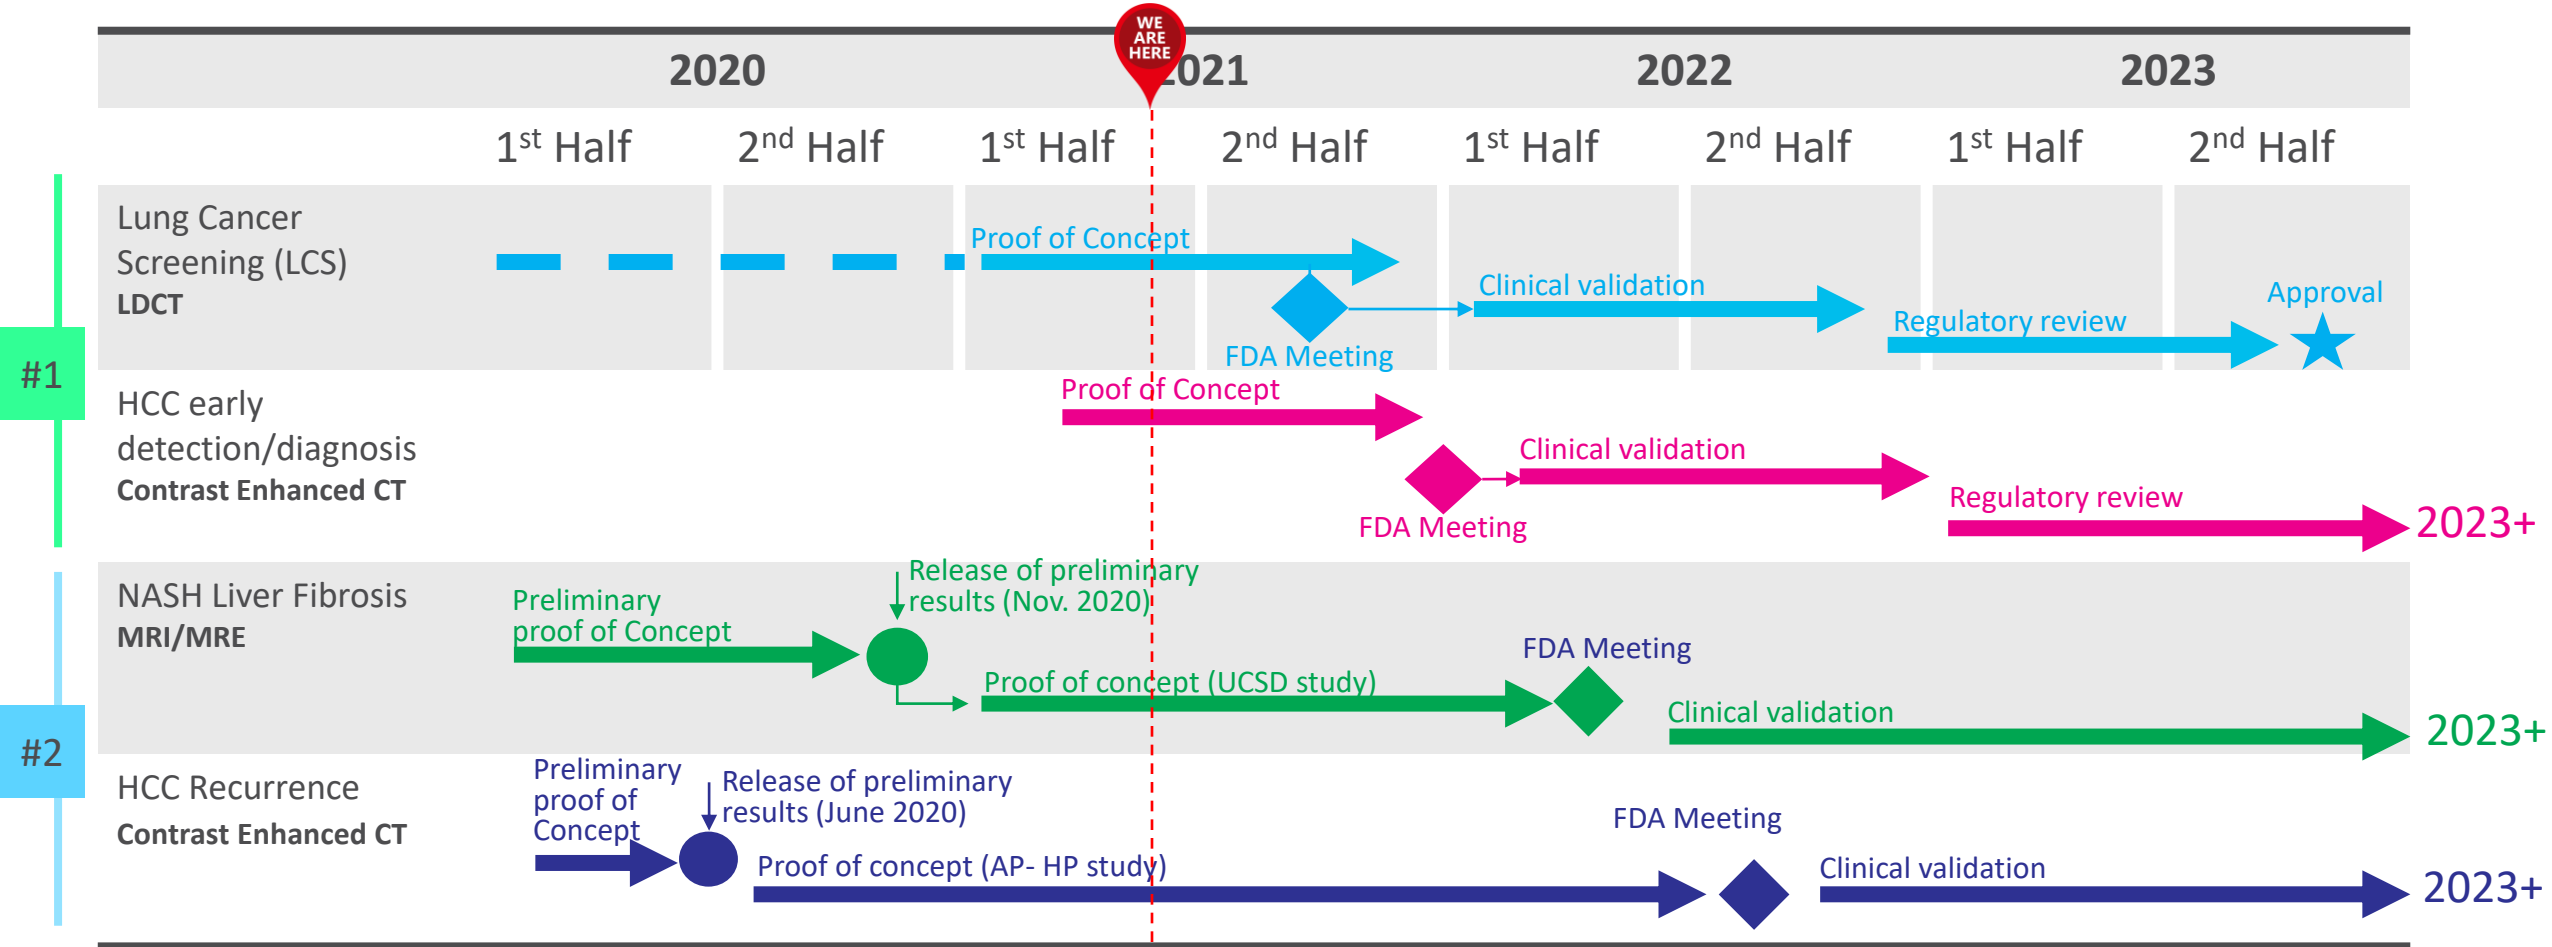 WE
ARE
HERE
2020 2021 2022 2023
1st Half 2nd Half 1st Half 2nd Half 1st Half 2nd Half 1st Half 2nd Half
#1
Lung Cancer
Screening (LCS)
LDCT
Proof of Concept
FDA Meeting
Clinical validation
Regulatory review
Approval
HCC early
detection/diagnosis
Contrast Enhanced CT
Proof of Concept
FDA Meeting
Clinical validation
Regulatory review
2023+
#2
NASH Liver Fibrosis
MRI/MRE
Preliminary
proof of Concept
Release of preliminary
results (Nov. 2020)
Proof of concept (UCSD study)
FDA Meeting
Clinical validation
2023+
HCC Recurrence
Contrast Enhanced CT
Preliminary
proof of
Concept
Release of preliminary
results (June 2020)
Proof of concept (AP- HP study)
FDA Meeting
Clinical validation
2023+